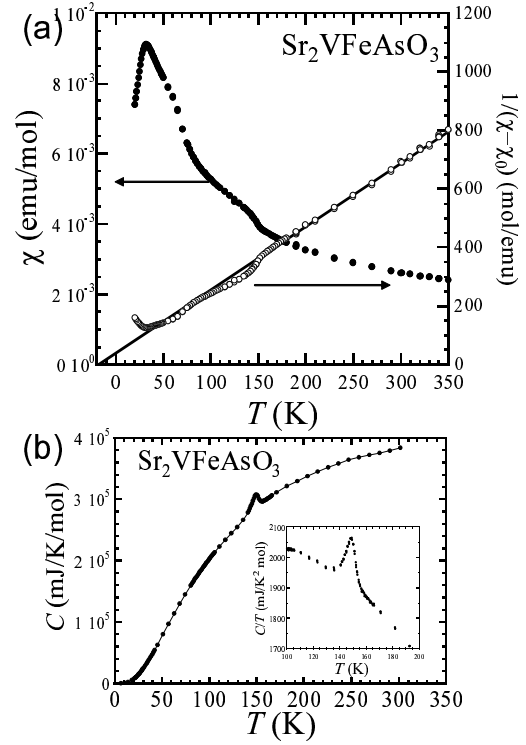 (a)
1 10⁻²
8 10⁻³
6 10⁻³
4 10⁻³
2 10⁻³
0 10⁰
χ (emu/mol)
Sr₂VFeAsO₃
1200
1000
800
600
400
200
0
1/(χ–χ₀) (mol/emu)
0 50 100 150 200 250 300 350
T (K)
(b)
Sr₂VFeAsO₃
4 10⁵
3 10⁵
2 10⁵
1 10⁵
0
C (mJ/K/mol)
0 50 100 150 200 250 300 350
T (K)
2100
2000
1900
1800
1700
C/T (mJ/K² mol)
100 120 140 160 180 200
T (K)